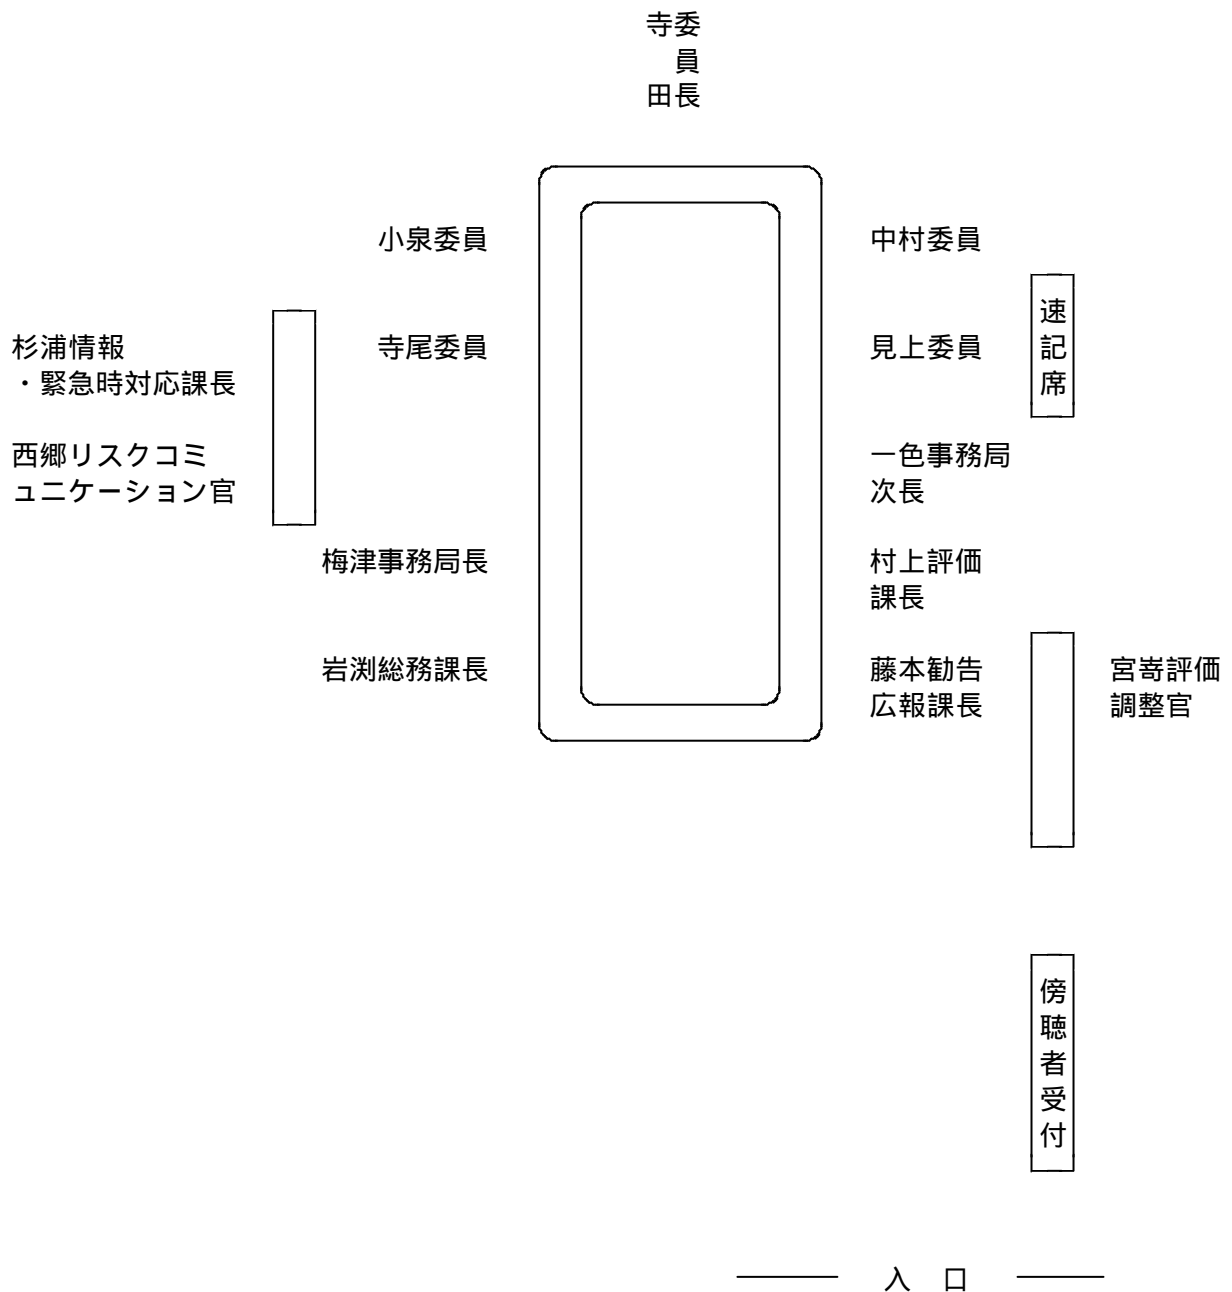 寺委
員
田長
小泉委員
中村委員
速記席
杉浦情報
・緊急時対応課長
寺尾委員
見上委員
西郷リスクコミ
ュニケーション官
一色事務局
次長
梅津事務局長
村上評価
課長
岩渕総務課長
藤本勧告
広報課長
宮嵜評価
調整官
傍聴者受付
入 口